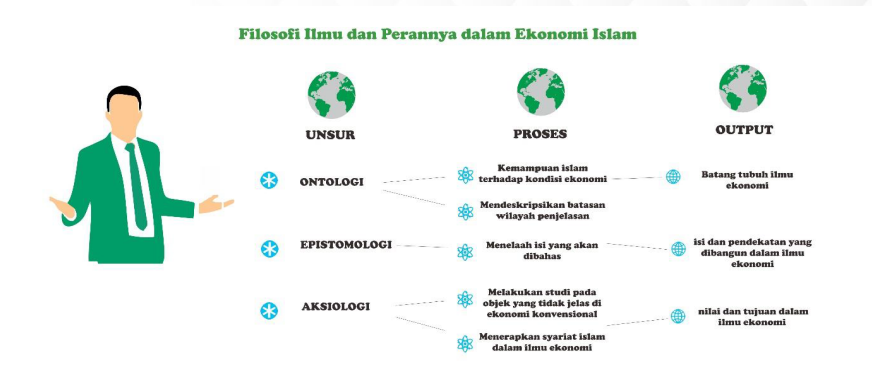 Filosofi Ilmu dan Perannya dalam Ekonomi Islam
UNSUR
PROSES
OUTPUT
ONTOLOGI
Kemampuan islam
terhadap kondisi ekonomi
Batang tubuh ilmu
ekonomi
Mendeskripsikan batasan
wilayah penjelasan
EPISTOMOLOGI
Menelaah isi yang akan
dibahas
isi dan pendekatan yang
dibangun dalam ilmu
ekonomi
AKSIOLOGI
Melakukan studi pada
objek yang tidak jelas di
ekonomi konvensional
nilai dan tujuan dalam
ilmu ekonomi
Menerapkan syariat islam
dalam ilmu ekonomi